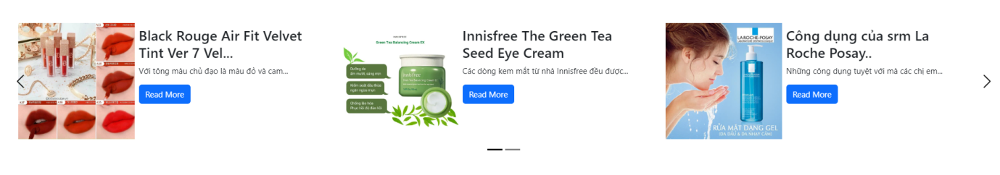 Black Rouge Air Fit Velvet
Tint Ver 7 Vel...
Với tông màu chủ đạo là màu đỏ và cam...
Read More
Innisfree The Green Tea
Seed Eye Cream
Các dòng kem mắt từ nhà Innisfree đều được...
Read More
Green Tea Balancing Cream EX
Dưỡng da
ẩm mượt, sáng mịn
Kiểm soát dầu thừa
ngăn ngừa mụn
Chống lão hóa
Phục hồi độ đàn hồi
innisfree
Công dụng của srm La
Roche Posay..
Những công dụng tuyệt vời mà các chị em...
Read More
LA ROCHE-POSAY
RỬA MẶT DẠNG GEL
(DA DẦU & DA NHẠY CẢM)